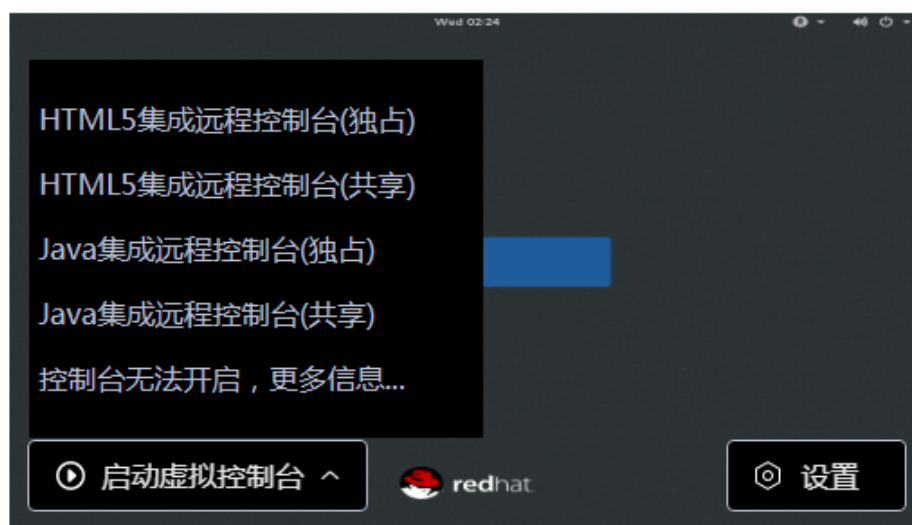 Wed 02:24
HTML5集成远程控制台(独占)
HTML5集成远程控制台(共享)
Java集成远程控制台(独占)
Java集成远程控制台(共享)
控制台无法开启，更多信息...
启动虚拟控制台
redhat.
设置